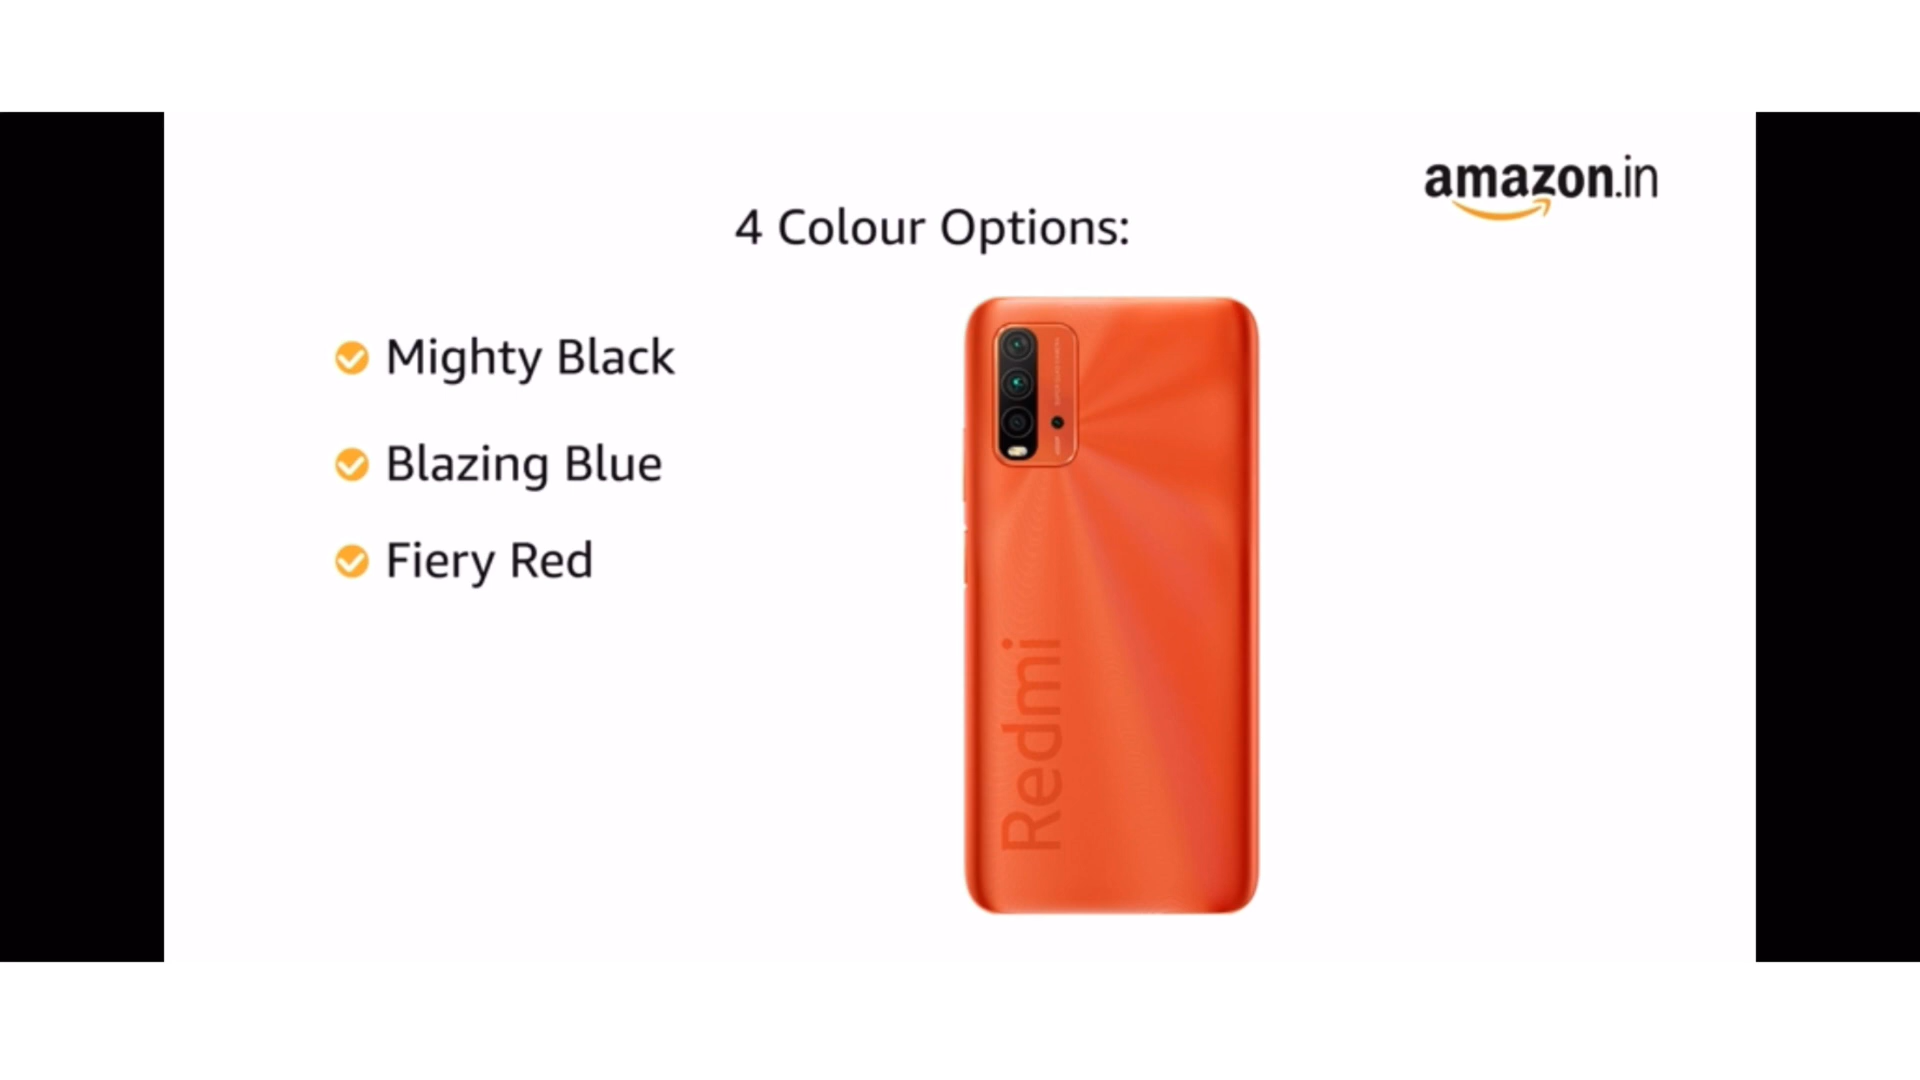 amazon.in
4 Colour Options:
Mighty Black
Blazing Blue
Fiery Red
Redmi